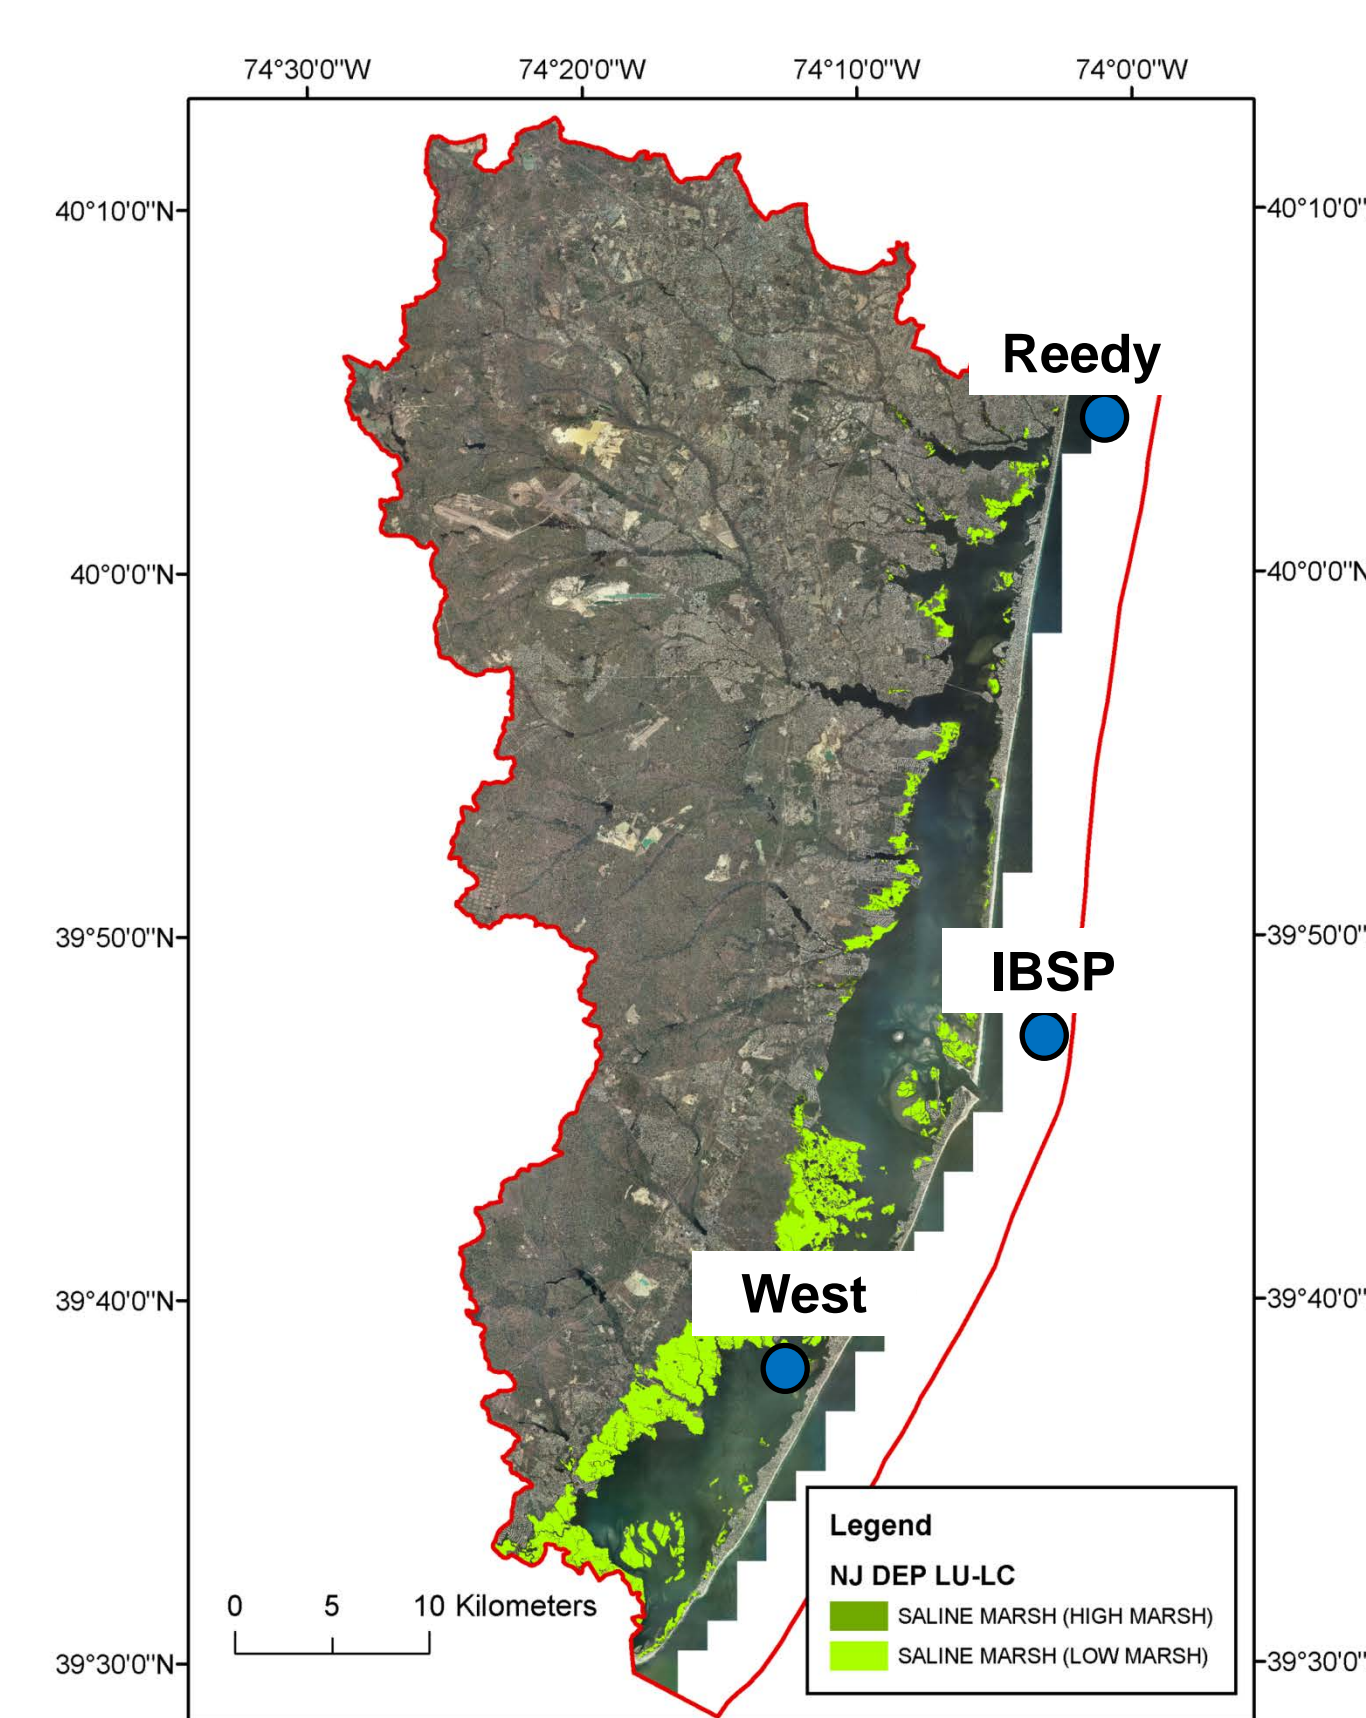 74°30'0"W 74°20'0"W 74°10'0"W 74°0'0"W
40°10'0"N 40°10'0"
Reedy
40°0'0"N 40°0'0"N
39°50'0"N 39°50'0"
IBSP
39°40'0"N 39°40'0"
West
Legend
NJ DEP LU-LC
SALINE MARSH (HIGH MARSH)
SALINE MARSH (LOW MARSH)
0 5 10 Kilometers
39°30'0"N 39°30'0"